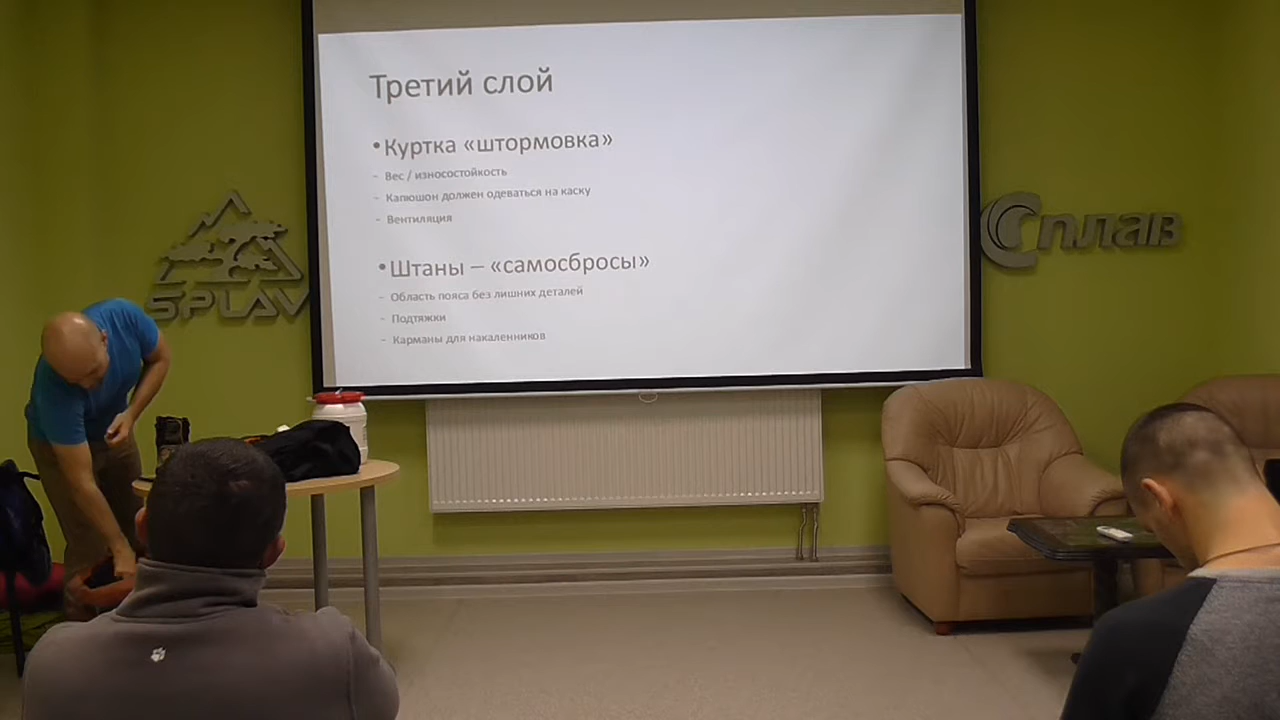 Третий слой
•Куртка «штормовка»
- Вес / износостойкость
- Капюшон должен одеваться на каску
- Вентиляция
•Штаны – «самосбросы»
- Область пояса без лишних деталей
- Подтяжки
- Карманы для накаленников
SPLAV
Сплав